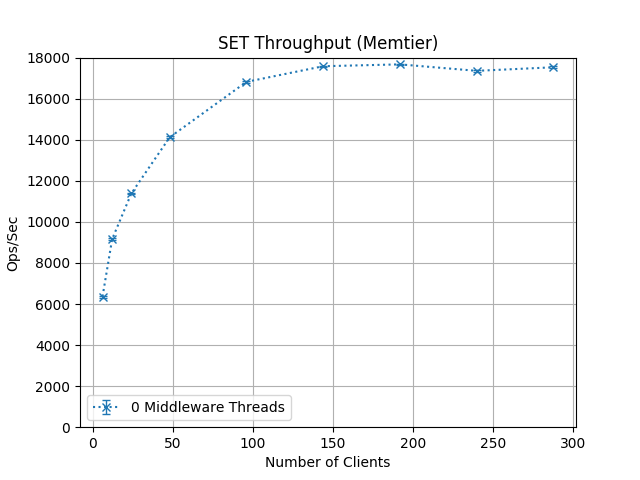 SET Throughput (Memtier)
18000
16000
14000
12000
10000
8000
6000
4000
2000
0
Ops/Sec
0 Middleware Threads
0 50 100 150 200 250 300
Number of Clients